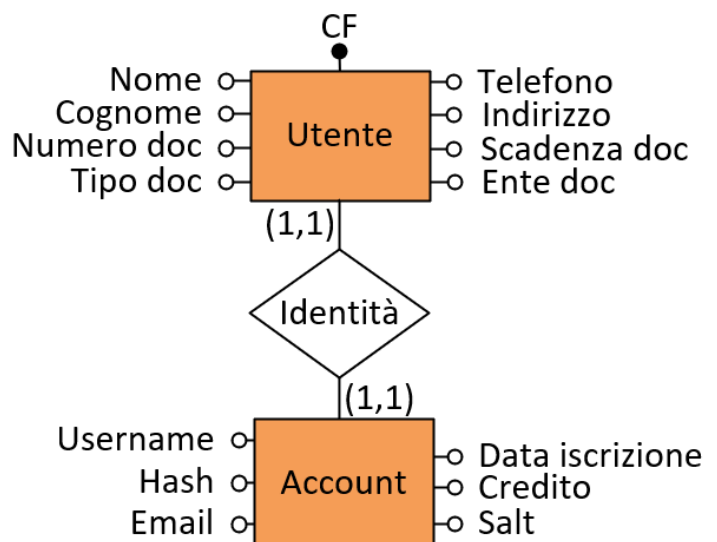 CF
Nome
Cognome
Numero doc
Tipo doc
Utente
Telefono
Indirizzo
Scadenza doc
Ente doc
(1,1)
Identità
(1,1)
Username
Hash
Email
Account
Data iscrizione
Credito
Salt